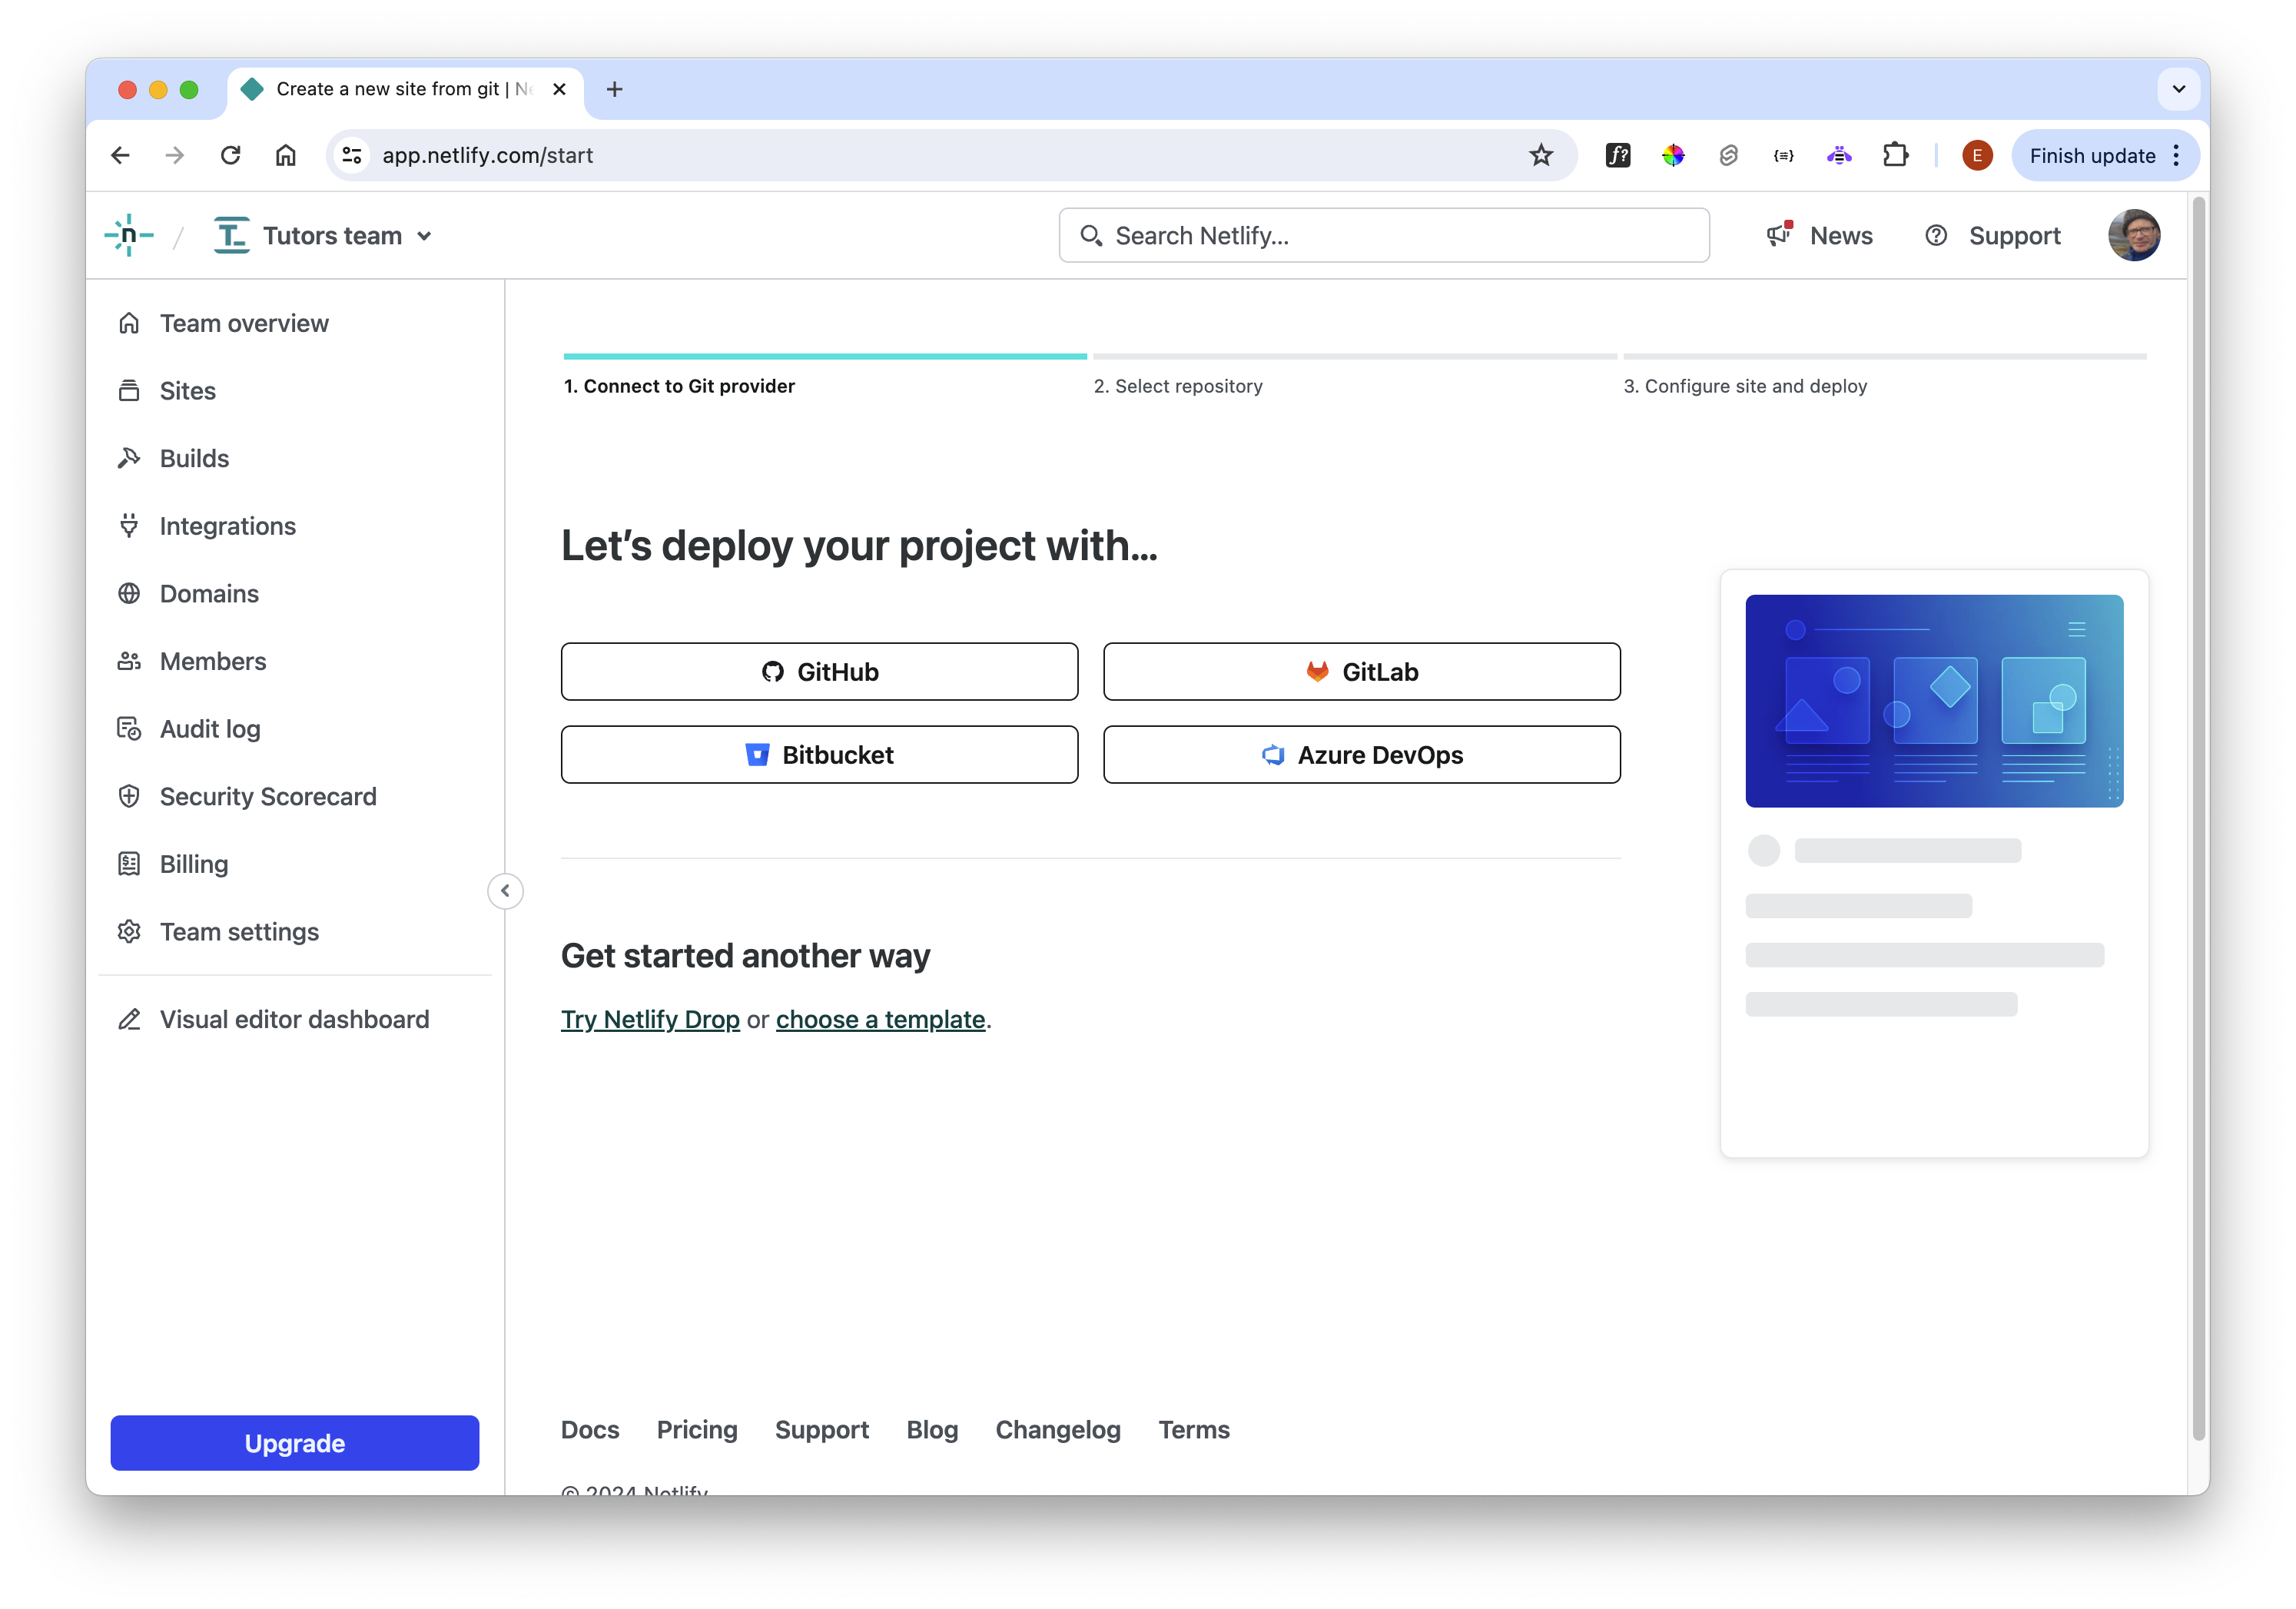 Create a new site from git | Ne
app.netlify.com/start
E
Finish update
n
Tutors team
Search Netlify...
News
Support
Team overview
Sites
Builds
Integrations
Domains
Members
Audit log
Security Scorecard
Billing
Team settings
Visual editor dashboard
Upgrade
1. Connect to Git provider
2. Select repository
3. Configure site and deploy
Let’s deploy your project with…
GitHub
GitLab
Bitbucket
Azure DevOps
Get started another way
Try Netlify Drop or choose a template.
Docs Pricing Support Blog Changelog Terms
© 2024 Netlify